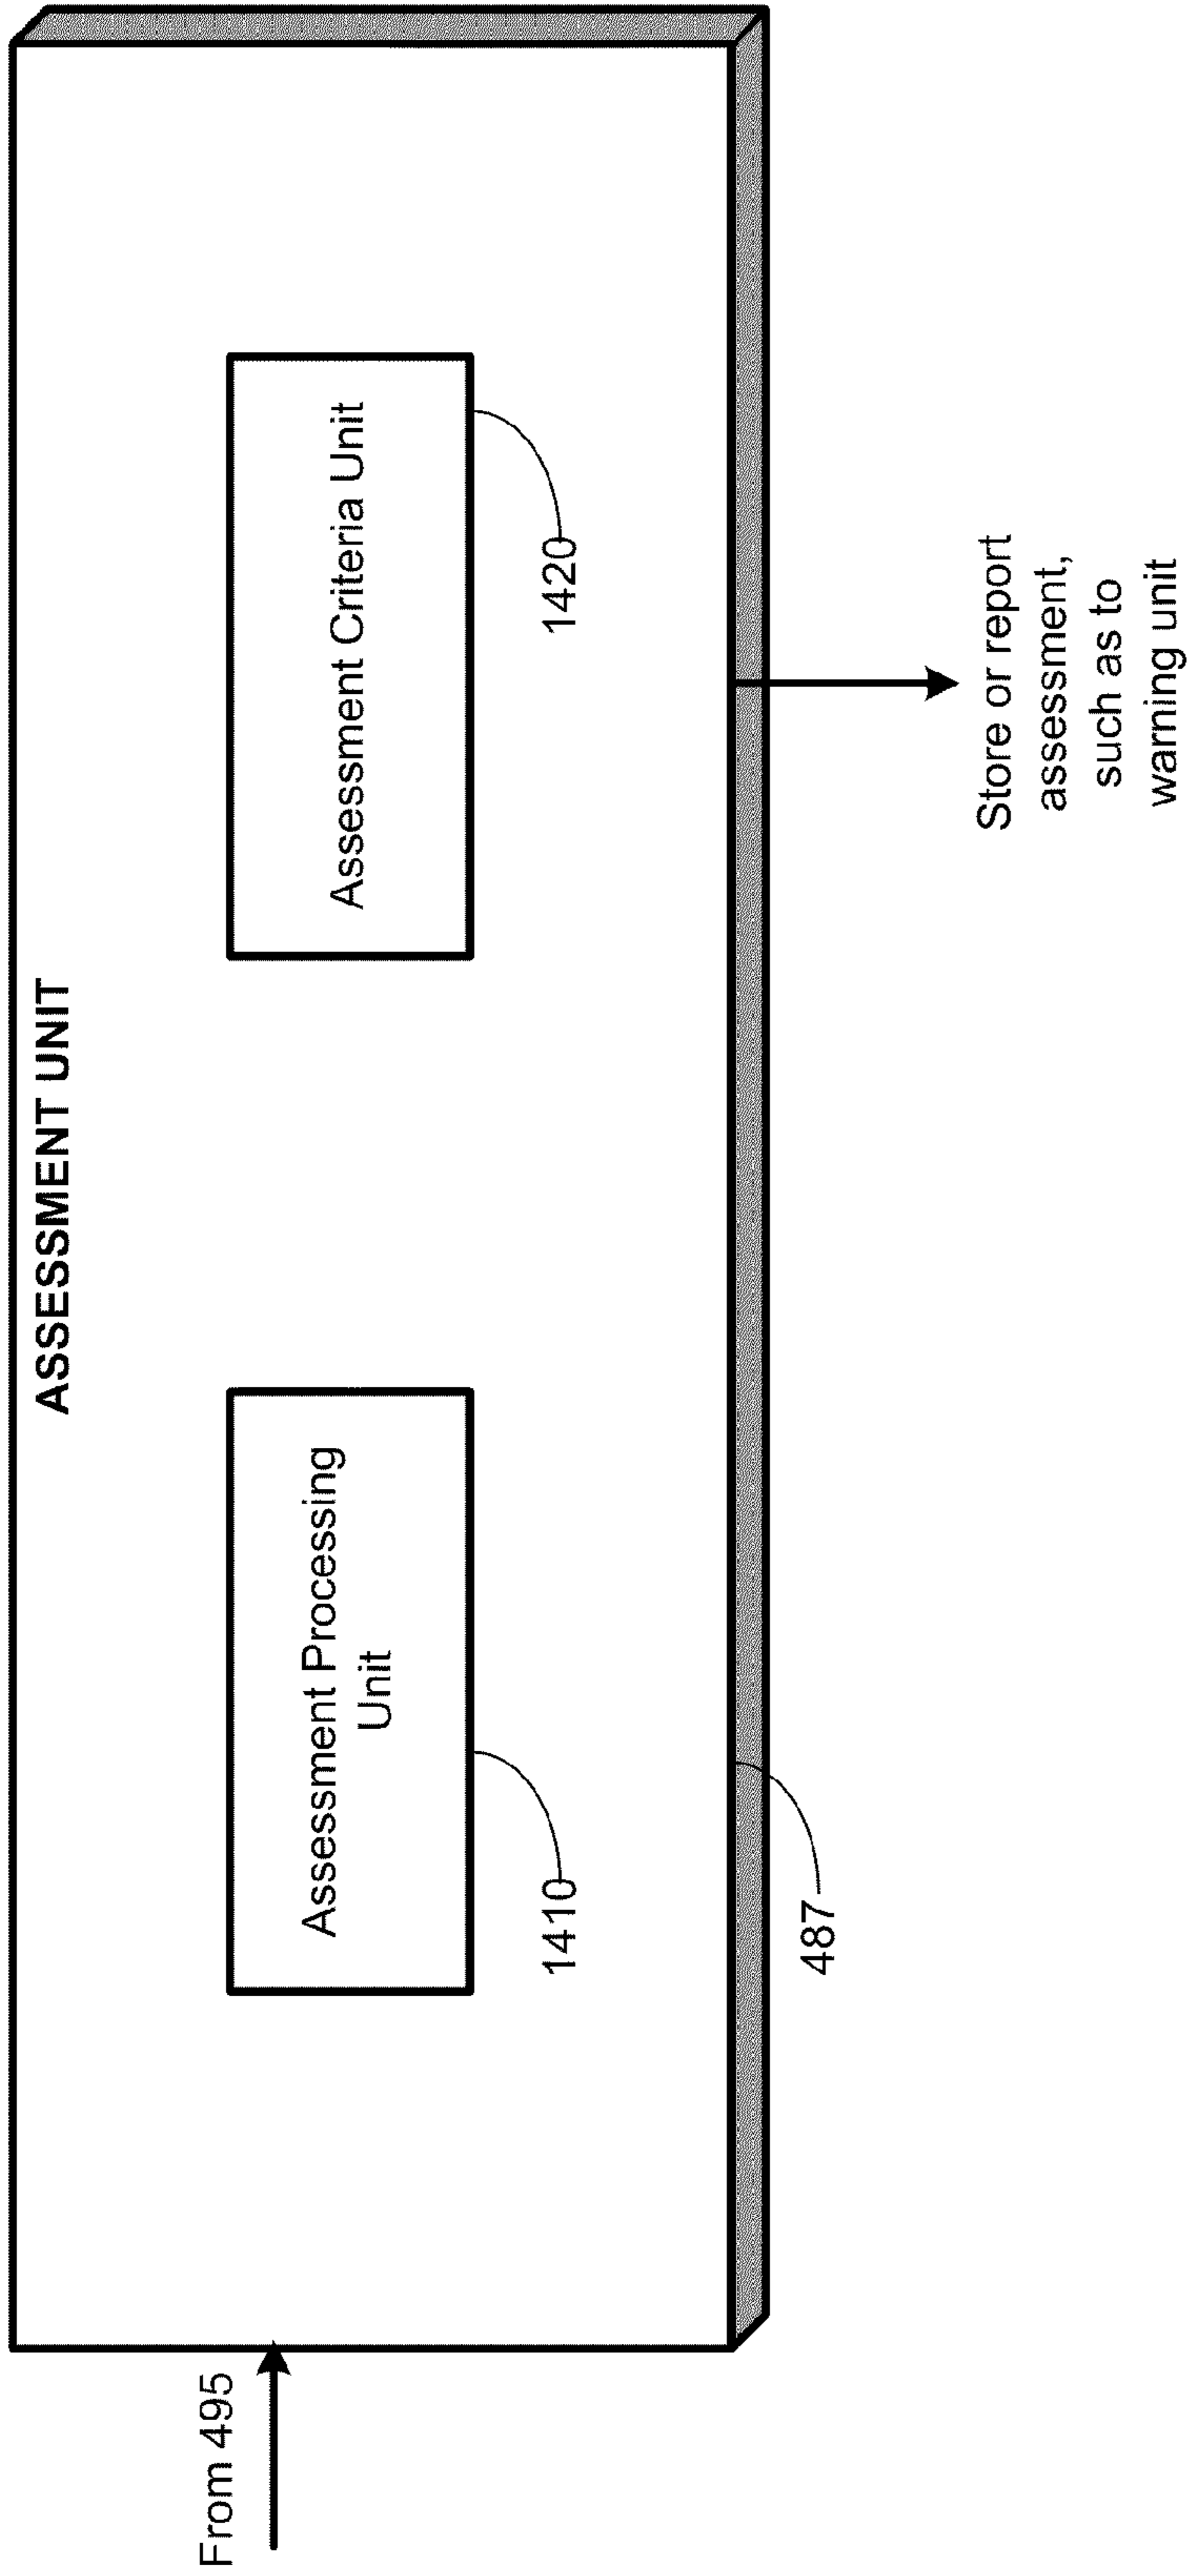 ASSESSMENT UNIT
From 495
Assessment Processing
Unit
1410
Assessment Criteria Unit
1420
487
Store or report
assessment,
such as to
warning unit